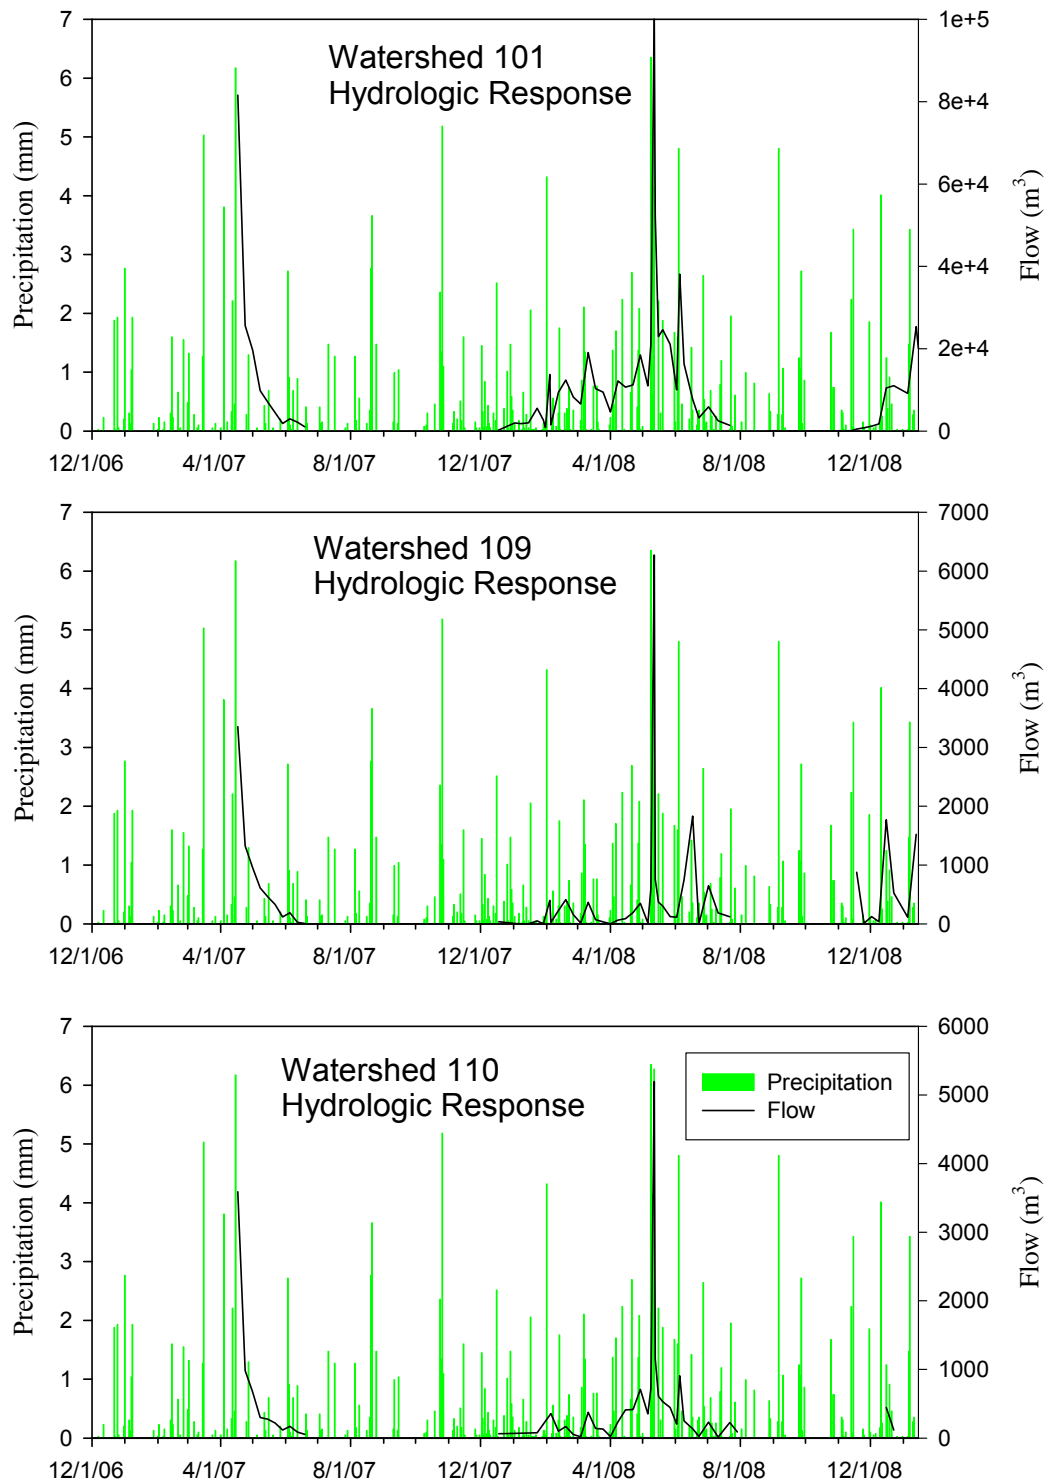 Watershed 101
Hydrologic Response
Precipitation (mm)
7
6
5
4
3
2
1
0
1e+5
8e+4
6e+4
4e+4
2e+4
0
Flow (m³)
12/1/06 4/1/07 8/1/07 12/1/07 4/1/08 8/1/08 12/1/08
Watershed 109
Hydrologic Response
Precipitation (mm)
7
6
5
4
3
2
1
0
7000
6000
5000
4000
3000
2000
1000
0
Flow (m³)
12/1/06 4/1/07 8/1/07 12/1/07 4/1/08 8/1/08 12/1/08
Watershed 110
Hydrologic Response
Precipitation
Flow
Precipitation (mm)
7
6
5
4
3
2
1
0
6000
5000
4000
3000
2000
1000
0
Flow (m³)
12/1/06 4/1/07 8/1/07 12/1/07 4/1/08 8/1/08 12/1/08